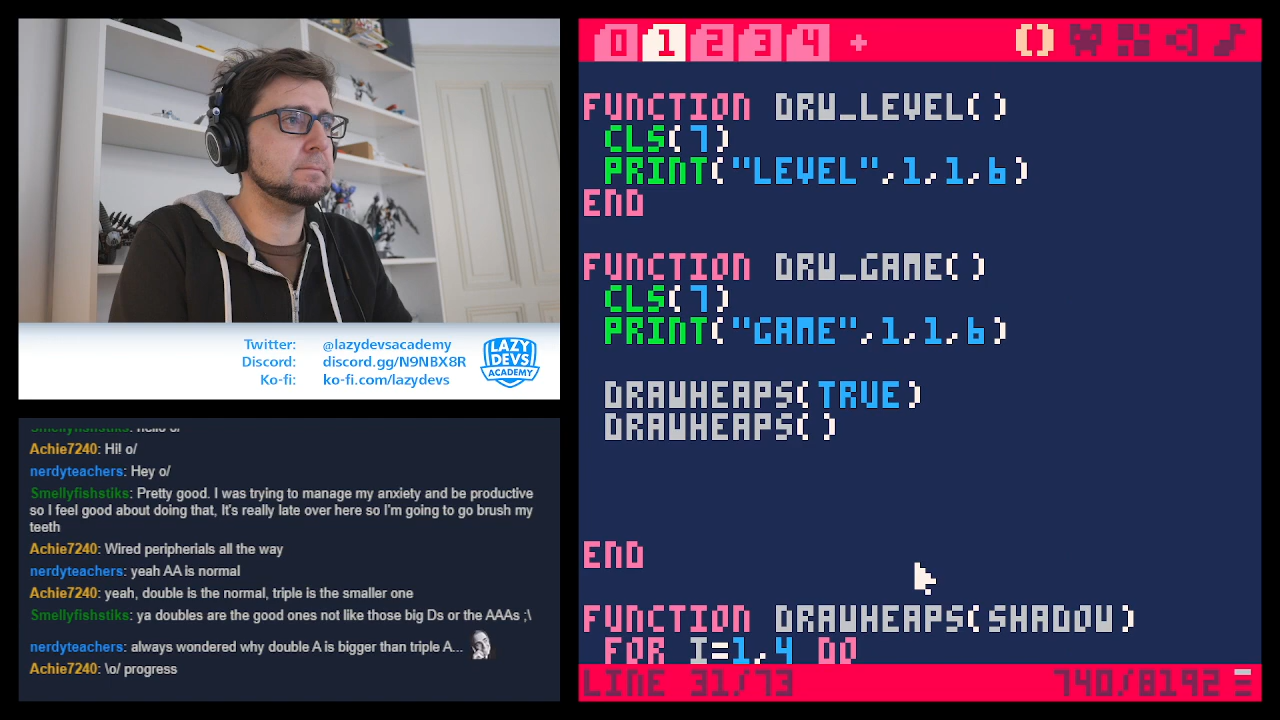 Twitter: @lazydevsacademy
Discord: discord.gg/N9NBX8R
Ko-fi: ko-fi.com/lazydevs
LAZY
DEVS
ACADEMY
Smellyfishstiks: hello o/
Achie7240: Hi! o/
nerdyteachers: Hey o/
Smellyfishstiks: Pretty good. I was trying to manage my anxiety and be productive
so I feel good about doing that, It's really late over here so I'm going to go brush my
teeth
Achie7240: Wired peripherials all the way
nerdyteachers: yeah AA is normal
Achie7240: yeah, double is the normal, triple is the smaller one
Smellyfishstiks: ya doubles are the good ones not like those big Ds or the AAAs ;\
nerdyteachers: always wondered why double A is bigger than triple A...
Achie7240: \o/ progress
0 1 2 3 4 + ()
FUNCTION DRW_LEVEL()
CLS(7)
PRINT("LEVEL",1,1,6)
END
FUNCTION DRW_GAME()
CLS(7)
PRINT("GAME",1,1,6)
DRAWHEAPS(TRUE)
DRAWHEAPS()
END
FUNCTION DRAWHEAPS(SHADOW)
FOR I=1,4 DO
LINE 31/73 740/8192